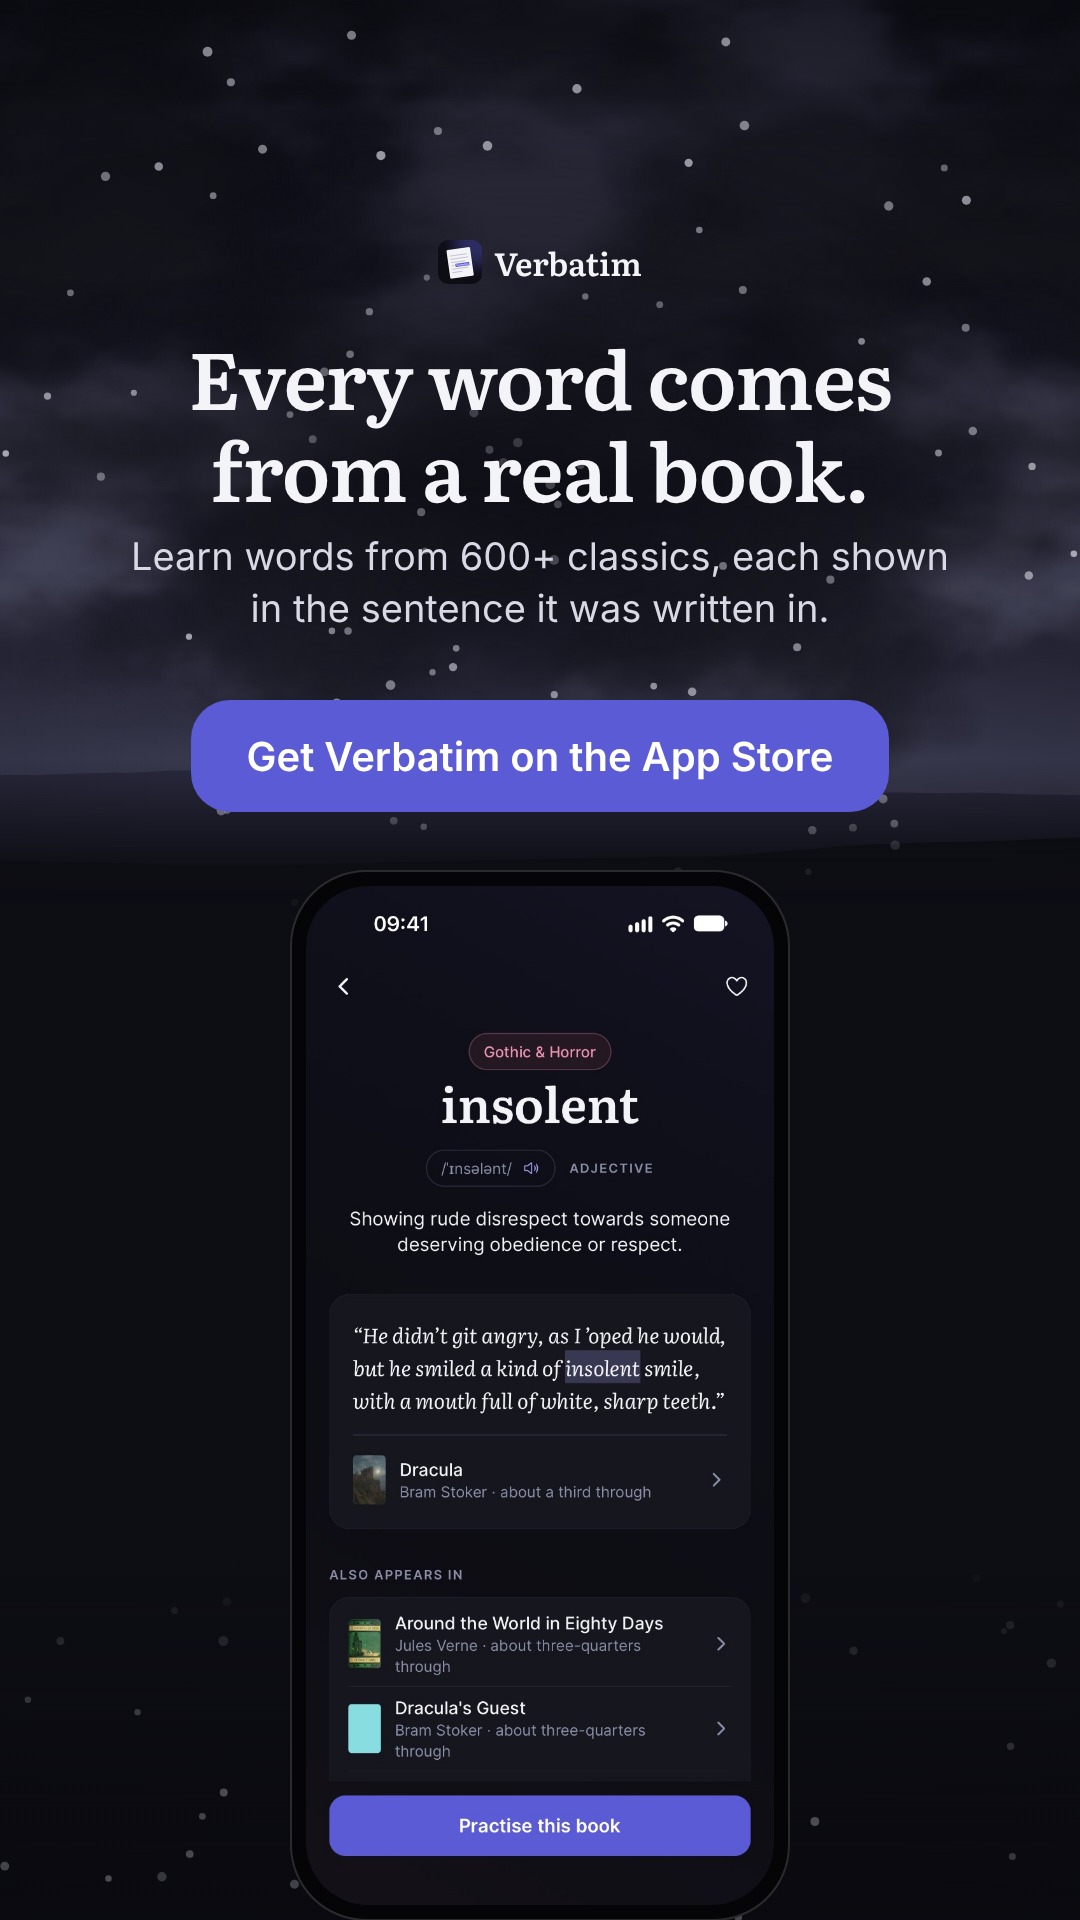 Verbatim
Every word comes
from a real book.
Learn words from 600+ classics, each shown
in the sentence it was written in.
Get Verbatim on the App Store
09:41
Gothic & Horror
insolent
/ˈɪnsələnt/ ADJECTIVE
Showing rude disrespect towards someone
deserving obedience or respect.
“He didn’t git angry, as I ’oped he would,
but he smiled a kind of insolent smile,
with a mouth full of white, sharp teeth.”
Dracula
Bram Stoker · about a third through
ALSO APPEARS IN
Around the World in Eighty Days
Jules Verne · about three-quarters
through
Dracula's Guest
Bram Stoker · about three-quarters
through
Practise this book